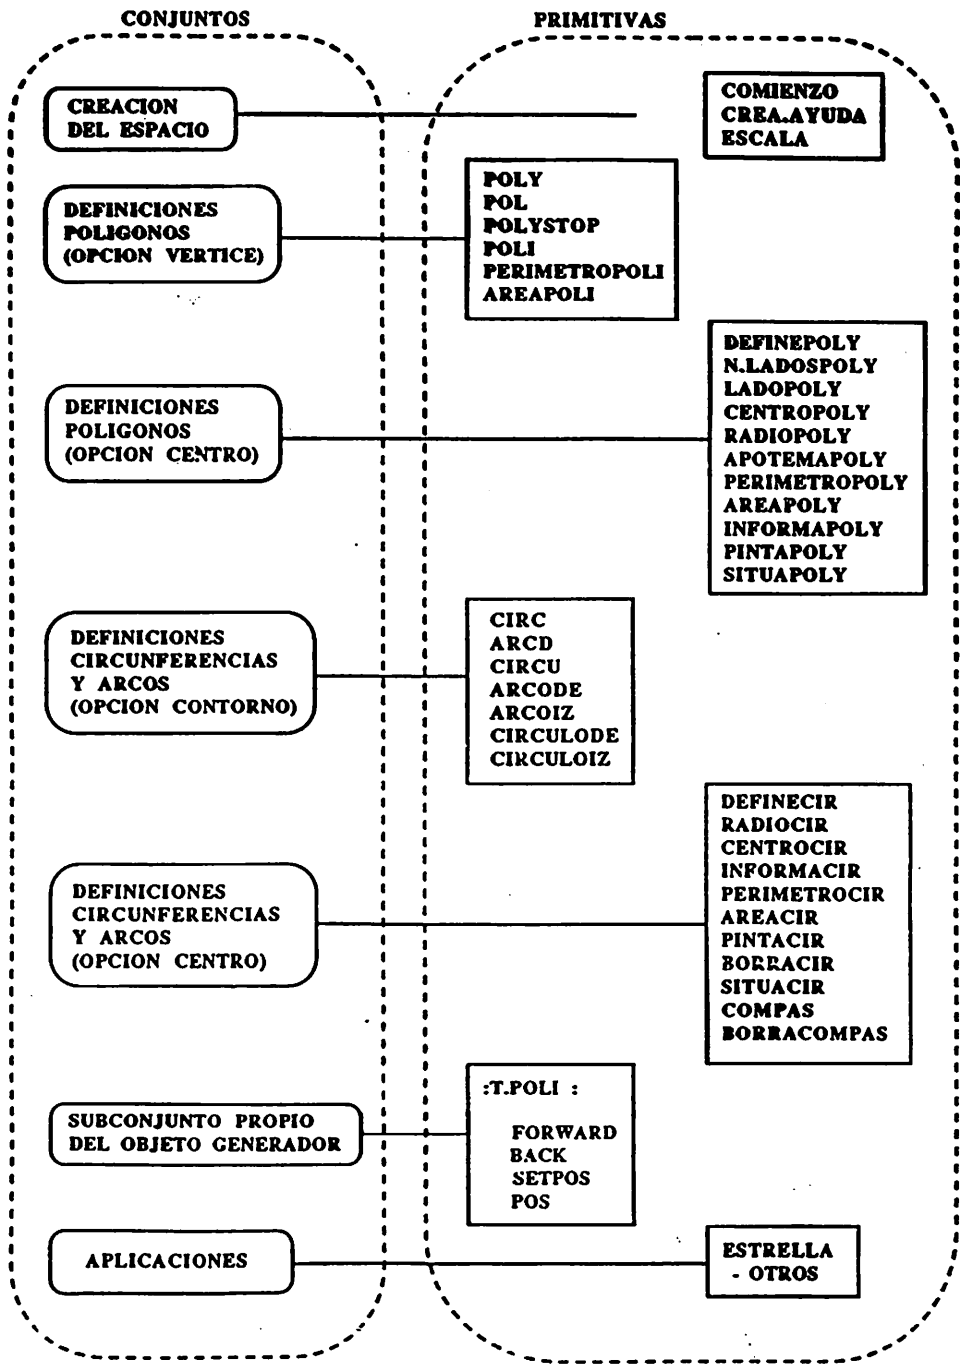 CONJUNTOS
PRIMITIVAS
CREACION
DEL ESPACIO
COMIENZO
CREA.AYUDA
ESCALA
DEFINICIONES
POLIGONOS
(OPCION VERTICE)
POLY
POL
POLYSTOP
POLI
PERIMETROPOLI
AREAPOLI
DEFINICIONES
POLIGONOS
(OPCION CENTRO)
DEFINEPOLY
N.LADOSPOLY
LADOPOLY
CENTROPOLY
RADIOPOLY
APOTEMAPOLY
PERIMETROPOLY
AREAPOLY
INFORMAPOLY
PINTAPOLY
SITUAPOLY
DEFINICIONES
CIRCUNFERENCIAS
Y ARCOS
(OPCION CONTORNO)
CIRC
ARCD
CIRCU
ARCODE
ARCOIZ
CIRCULODE
CIRCULOIZ
DEFINICIONES
CIRCUNFERENCIAS
Y ARCOS
(OPCION CENTRO)
DEFINECIR
RADIOCIR
CENTROCIR
INFORMACIR
PERIMETROCIR
AREACIR
PINTACIR
BORRACIR
SITUACIR
COMPAS
BORRACOMPAS
SUBCONJUNTO PROPIO
DEL OBJETO GENERADOR
:T.POLI :
FORWARD
BACK
SETPOS
POS
APLICACIONES
ESTRELLA
- OTROS